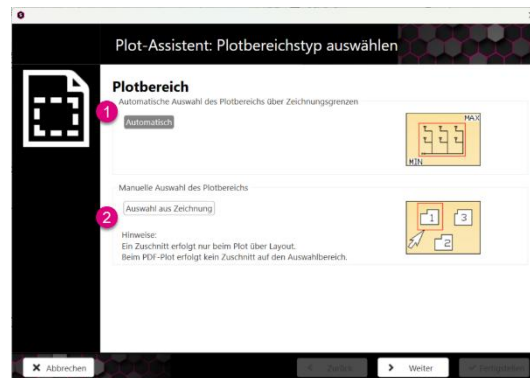 Plot-Assistent: Plotbereichstyp auswählen
Plotbereich
Automatische Auswahl des Plotbereichs über Zeichnungsgrenzen
1
Automatisch
MAX
MIN
Manuelle Auswahl des Plotbereichs
2
Auswahl aus Zeichnung
1
3
2
Hinweise:
Ein Zuschnitt erfolgt nur beim Plot über Layout.
Beim PDF-Plot erfolgt kein Zuschnitt auf den Auswahlbereich.
Abbrechen
Zurück
Weiter
Fertigstellen